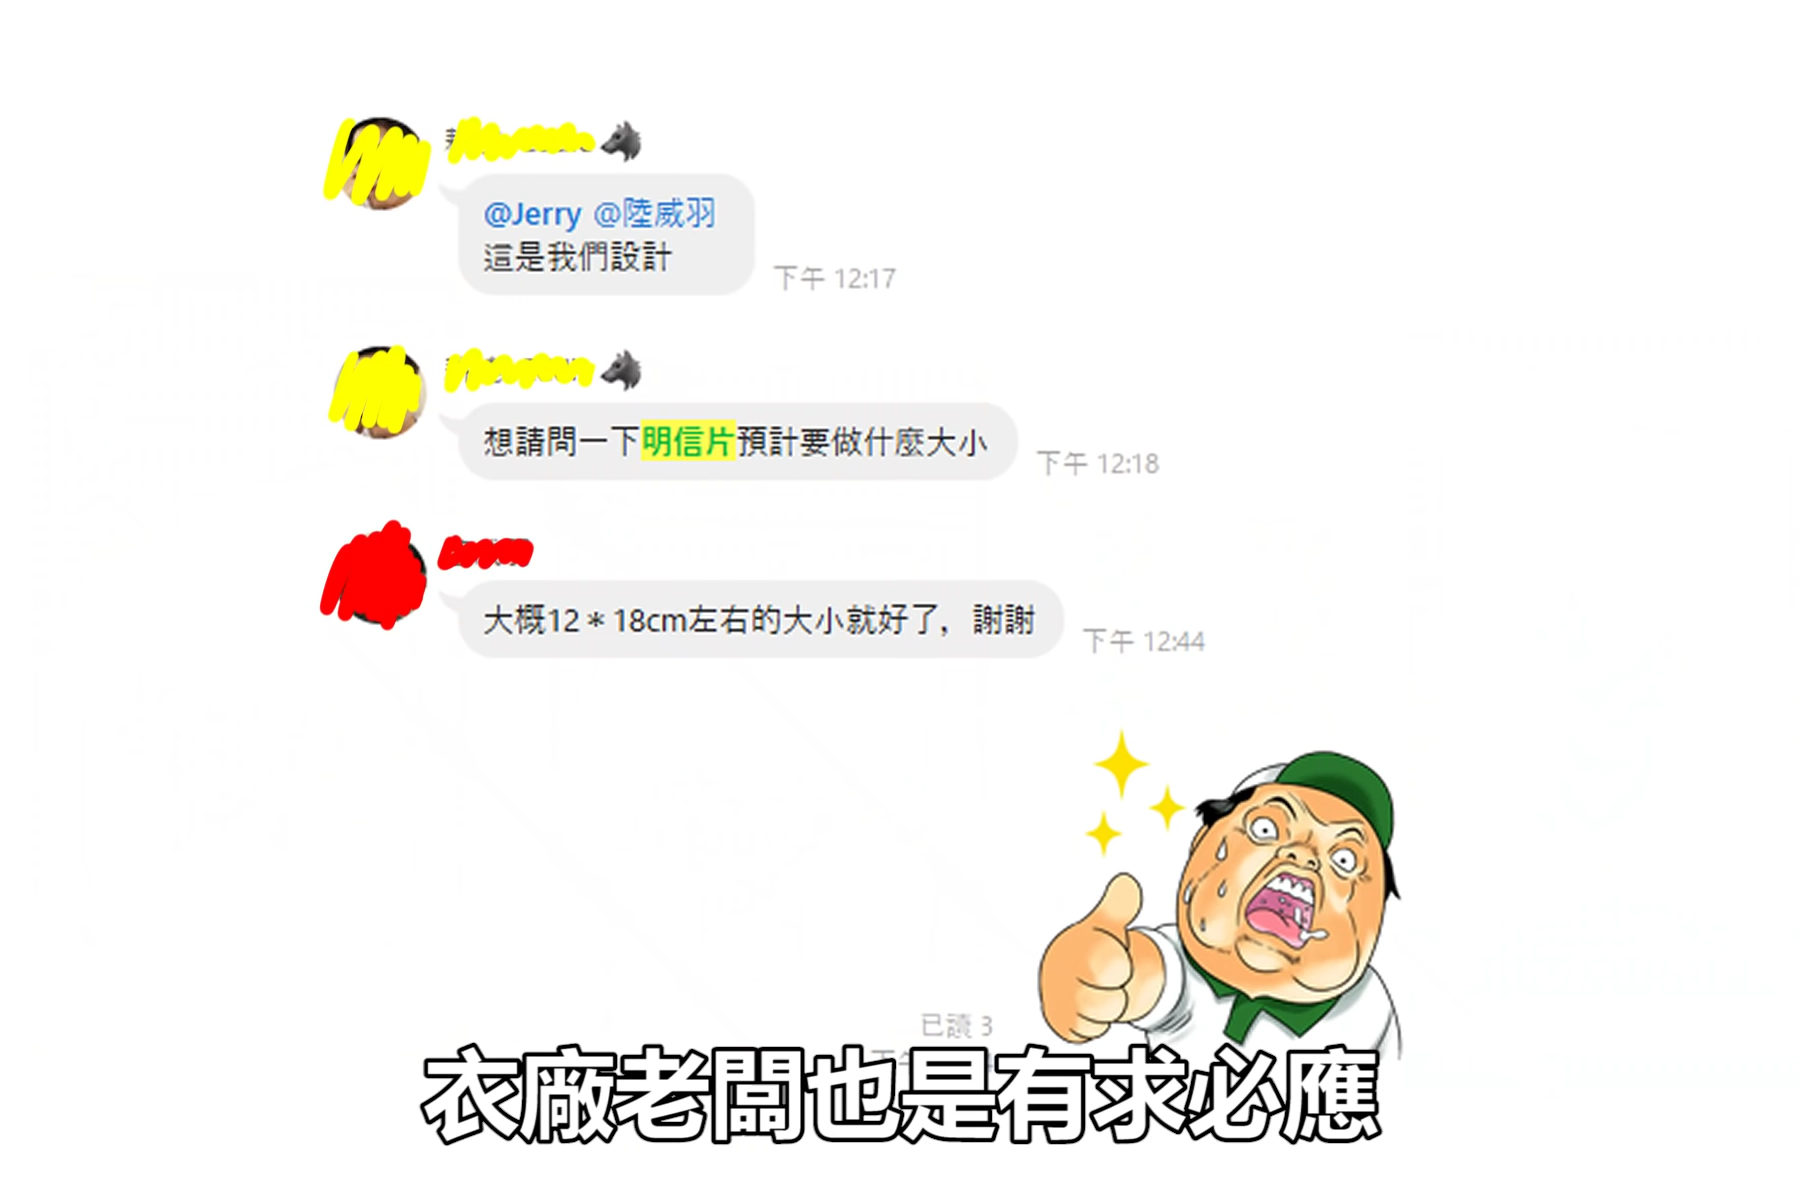 @Jerry @陸威羽
這是我們設計
下午 12:17
想請問一下明信片預計要做什麼大小
下午 12:18
大概12*18cm左右的大小就好了，謝謝
下午 12:44
已讀 3
衣廠老闆也是有求必應